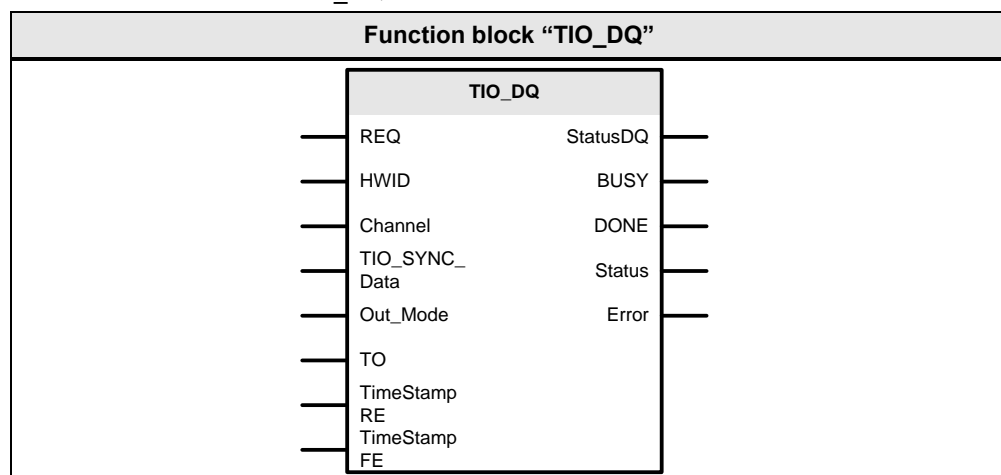 Function block “TIO_DQ”
TIO_DQ
REQ StatusDQ
HWID BUSY
Channel DONE
TIO_SYNC_
Data Status
Out_Mode Error
TO
TimeStamp
RE
TimeStamp
FE